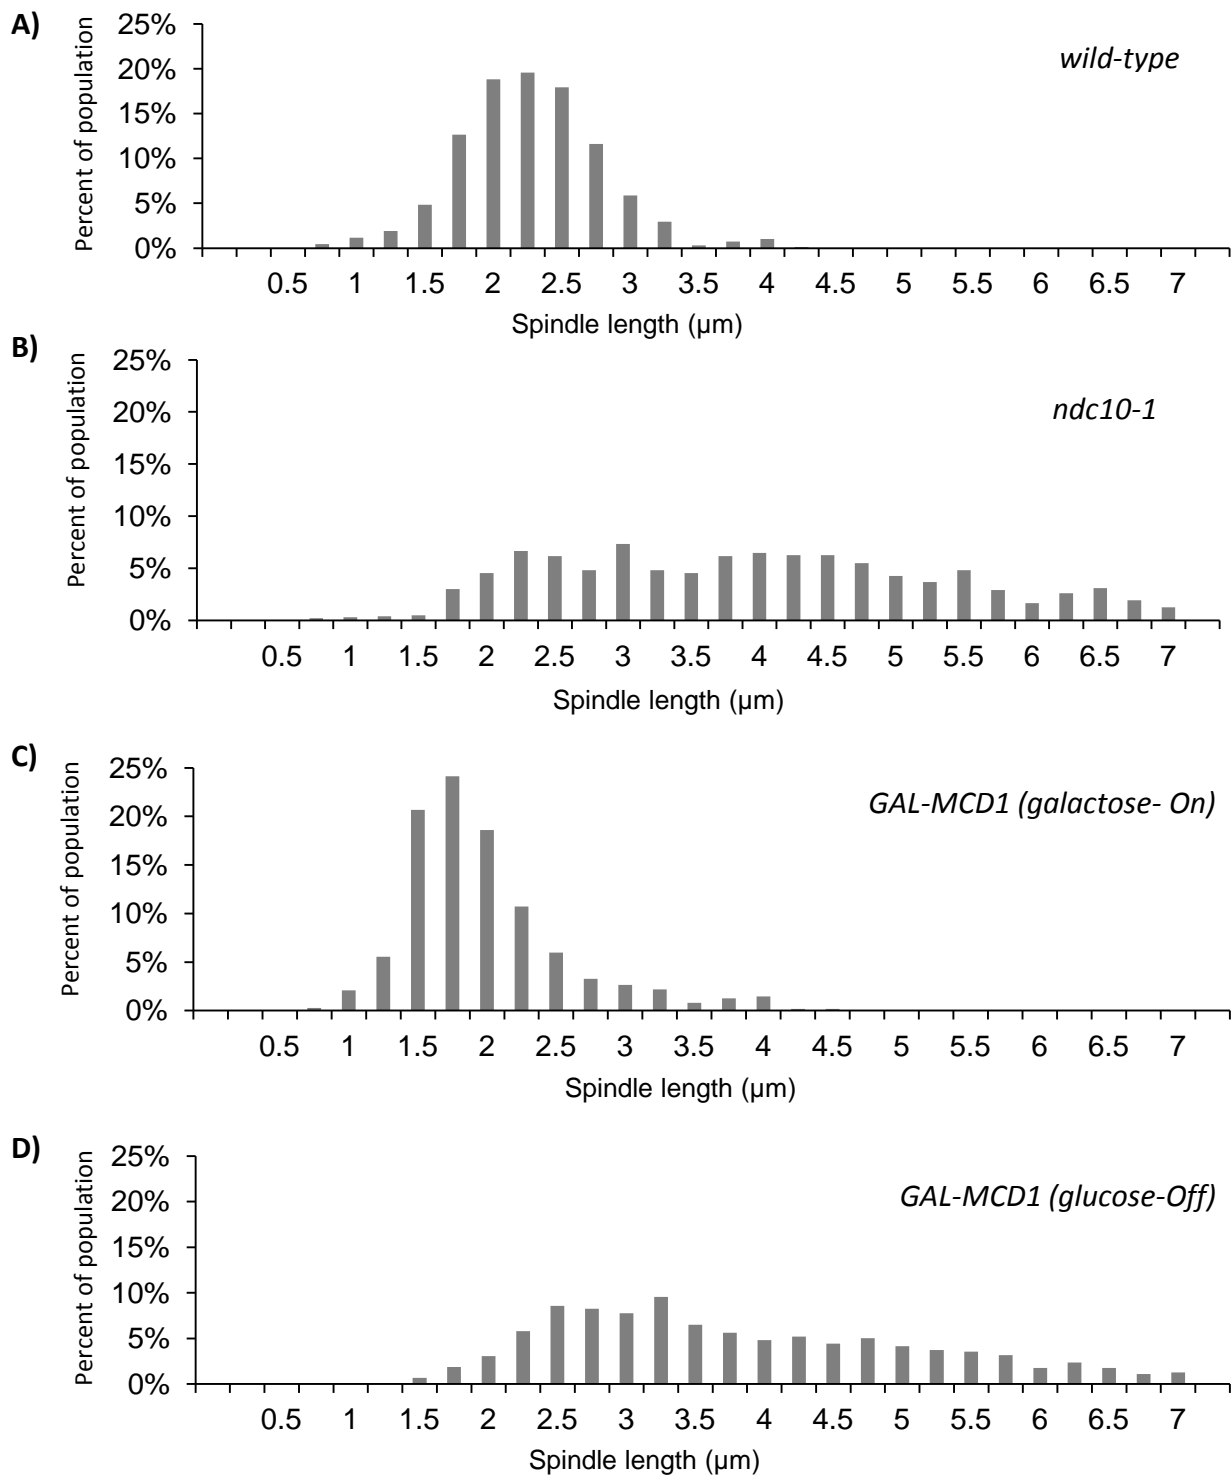 A)
Percent of population
25%
20%
15%
10%
5%
0%
wild-type
0.5 1 1.5 2 2.5 3 3.5 4 4.5 5 5.5 6 6.5 7
Spindle length (µm)
B)
Percent of population
25%
20%
15%
10%
5%
0%
ndc10-1
0.5 1 1.5 2 2.5 3 3.5 4 4.5 5 5.5 6 6.5 7
Spindle length (µm)
C)
Percent of population
25%
20%
15%
10%
5%
0%
GAL-MCD1 (galactose- On)
0.5 1 1.5 2 2.5 3 3.5 4 4.5 5 5.5 6 6.5 7
Spindle length (µm)
D)
Percent of population
25%
20%
15%
10%
5%
0%
GAL-MCD1 (glucose-Off)
0.5 1 1.5 2 2.5 3 3.5 4 4.5 5 5.5 6 6.5 7
Spindle length (µm)